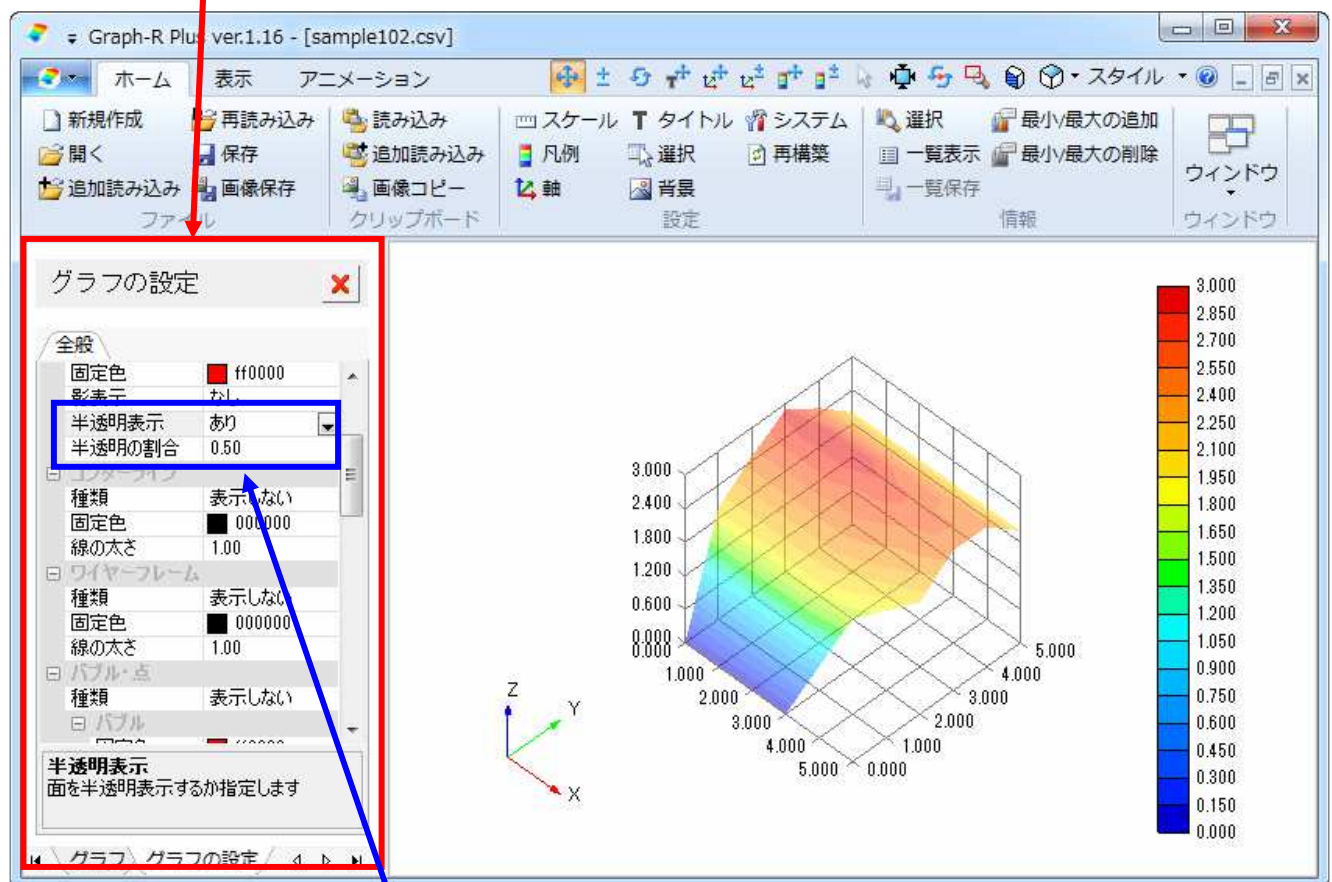 Graph-R Plus ver.1.16 - [sample102.csv]
ホーム 表示 アニメーション スタイル
新規作成 再読み込み 読み込み スケール T タイトル システム 選択 最小/最大の追加
開く 保存 追加読み込み 凡例 選択 再構築 一覧表示 最小/最大の削除
追加読み込み 画像保存 画像コピー 軸 背景 一覧保存 ウィンドウ
ファイル クリップボード 設定 情報 ウィンドウ
グラフの設定
全般
固定色 ff0000
影表示 なし
半透明表示 あり
半透明の割合 0.50
コンターライン
種類 表示しない
固定色 000000
線の太さ 1.00
ワイヤーフレーム
種類 表示しない
固定色 000000
線の太さ 1.00
バブル・点
種類 表示しない
バブル
半透明表示
面を半透明表示するか指定します
グラフ グラフの設定
3.000
2.400
1.800
1.200
0.600
0.000
0.000
1.000
2.000
3.000
4.000
5.000
0.000
1.000
2.000
3.000
4.000
5.000
Z
Y
X
3.000
2.850
2.700
2.550
2.400
2.250
2.100
1.950
1.800
1.650
1.500
1.350
1.200
1.050
0.900
0.750
0.600
0.450
0.300
0.150
0.000